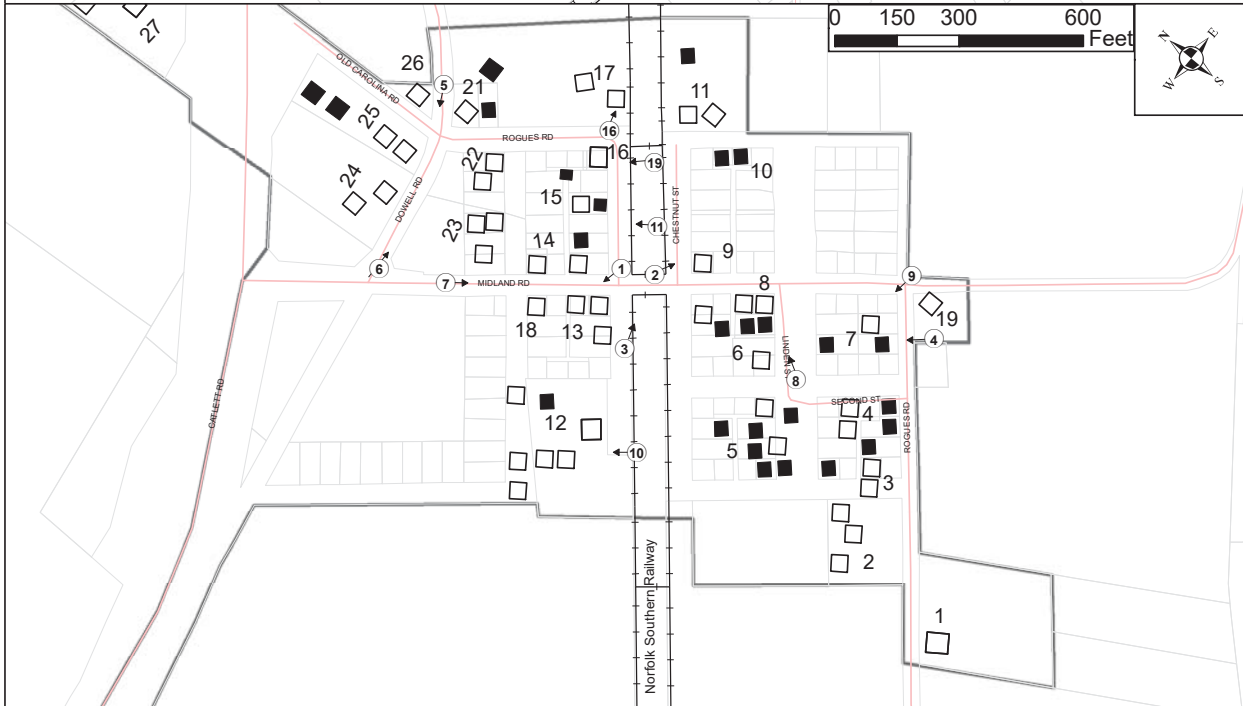 0 150 300 600
Feet
N
E
W
S
27
26
OLD CAROLINA RD
5
21
17
11
16
ROGUES RD
25
22
16
19
10
24
DOWELL RD
15
CHESTNUT ST
23
11
14
9
6
1
2
7
MIDLAND RD
8
9
18
13
19
3
6
LINDEN ST
7
4
8
CATLETT RD
SECOND ST
12
4
ROGUES RD
5
10
3
Norfolk Southern Railway
2
1